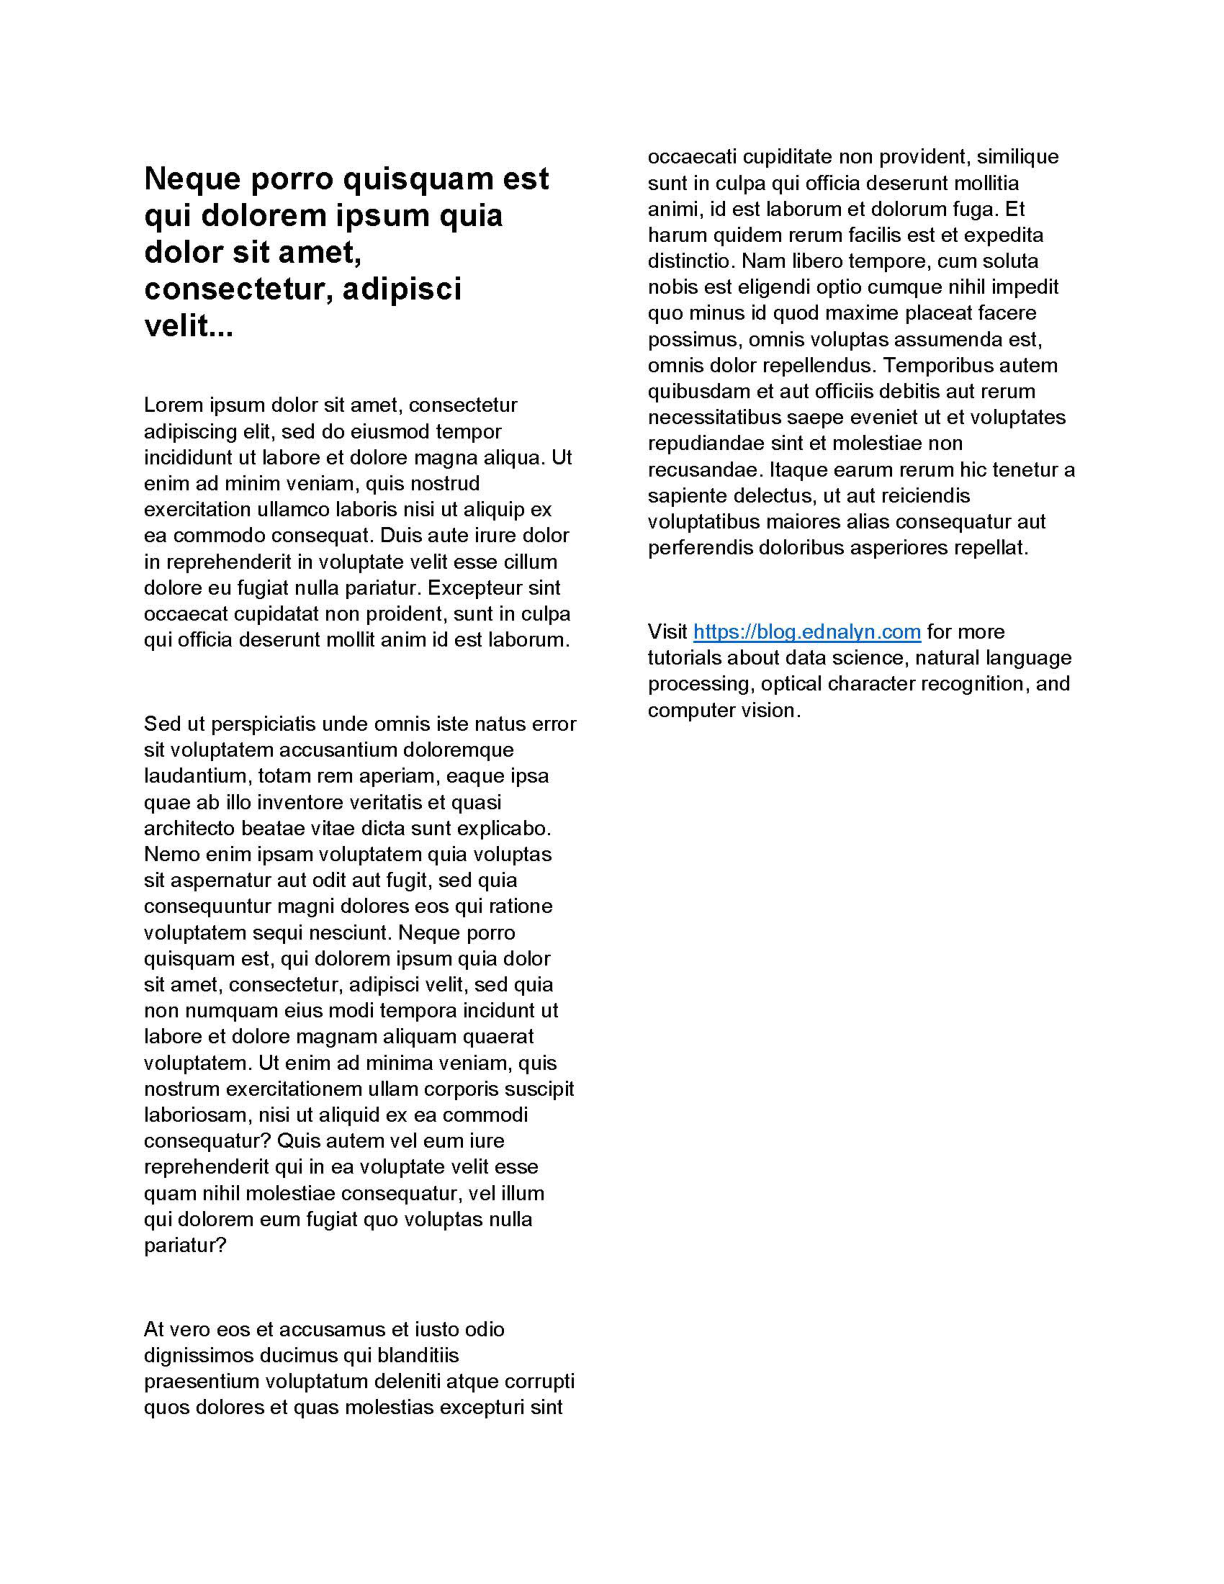 Neque porro quisquam est
qui dolorem ipsum quia
dolor sit amet,
consectetur, adipisci
velit...
Lorem ipsum dolor sit amet, consectetur
adipiscing elit, sed do eiusmod tempor
incididunt ut labore et dolore magna aliqua. Ut
enim ad minim veniam, quis nostrud
exercitation ullamco laboris nisi ut aliquip ex
ea commodo consequat. Duis aute irure dolor
in reprehenderit in voluptate velit esse cillum
dolore eu fugiat nulla pariatur. Excepteur sint
occaecat cupidatat non proident, sunt in culpa
qui officia deserunt mollit anim id est laborum.
Sed ut perspiciatis unde omnis iste natus error
sit voluptatem accusantium doloremque
laudantium, totam rem aperiam, eaque ipsa
quae ab illo inventore veritatis et quasi
architecto beatae vitae dicta sunt explicabo.
Nemo enim ipsam voluptatem quia voluptas
sit aspernatur aut odit aut fugit, sed quia
consequuntur magni dolores eos qui ratione
voluptatem sequi nesciunt. Neque porro
quisquam est, qui dolorem ipsum quia dolor
sit amet, consectetur, adipisci velit, sed quia
non numquam eius modi tempora incidunt ut
labore et dolore magnam aliquam quaerat
voluptatem. Ut enim ad minima veniam, quis
nostrum exercitationem ullam corporis suscipit
laboriosam, nisi ut aliquid ex ea commodi
consequatur? Quis autem vel eum iure
reprehenderit qui in ea voluptate velit esse
quam nihil molestiae consequatur, vel illum
qui dolorem eum fugiat quo voluptas nulla
pariatur?
At vero eos et accusamus et iusto odio
dignissimos ducimus qui blanditiis
praesentium voluptatum deleniti atque corrupti
quos dolores et quas molestias excepturi sint
occaecati cupiditate non provident, similique
sunt in culpa qui officia deserunt mollitia
animi, id est laborum et dolorum fuga. Et
harum quidem rerum facilis est et expedita
distinctio. Nam libero tempore, cum soluta
nobis est eligendi optio cumque nihil impedit
quo minus id quod maxime placeat facere
possimus, omnis voluptas assumenda est,
omnis dolor repellendus. Temporibus autem
quibusdam et aut officiis debitis aut rerum
necessitatibus saepe eveniet ut et voluptates
repudiandae sint et molestiae non
recusandae. Itaque earum rerum hic tenetur a
sapiente delectus, ut aut reiciendis
voluptatibus maiores alias consequatur aut
perferendis doloribus asperiores repellat.
Visit https://blog.ednalyn.com for more
tutorials about data science, natural language
processing, optical character recognition, and
computer vision.